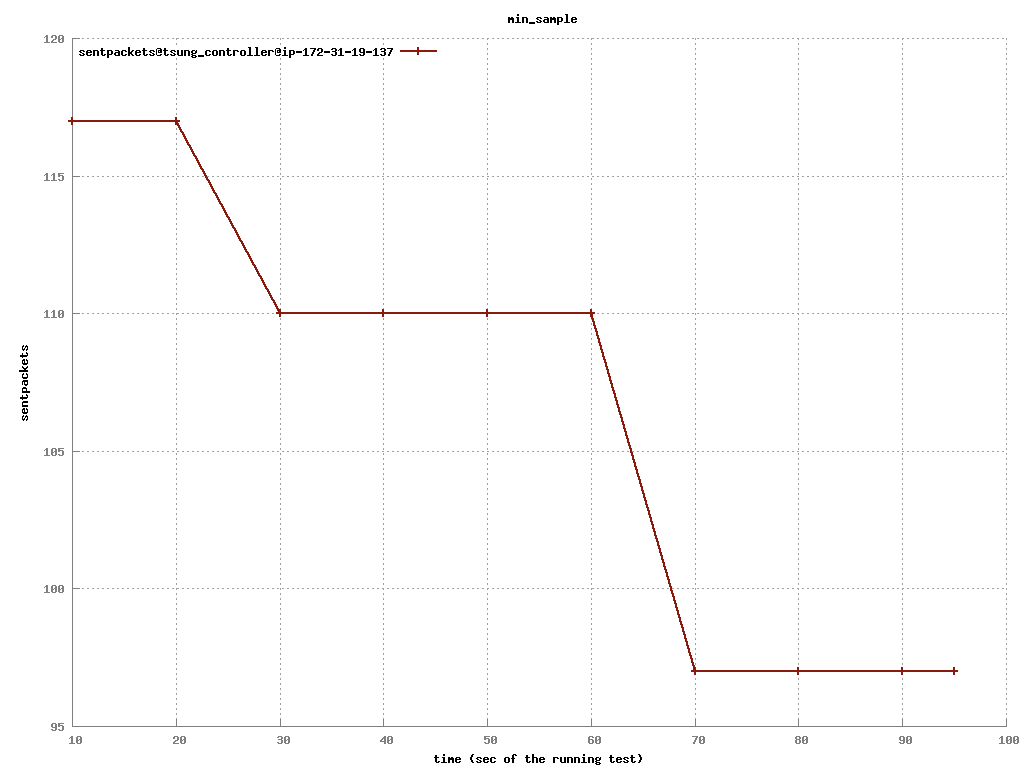 min_sample
120
sentpackets@tsung_controller@ip-172-31-19-137
115
110
sentpackets
105
100
95
10 20 30 40 50 60 70 80 90 100
time (sec of the running test)